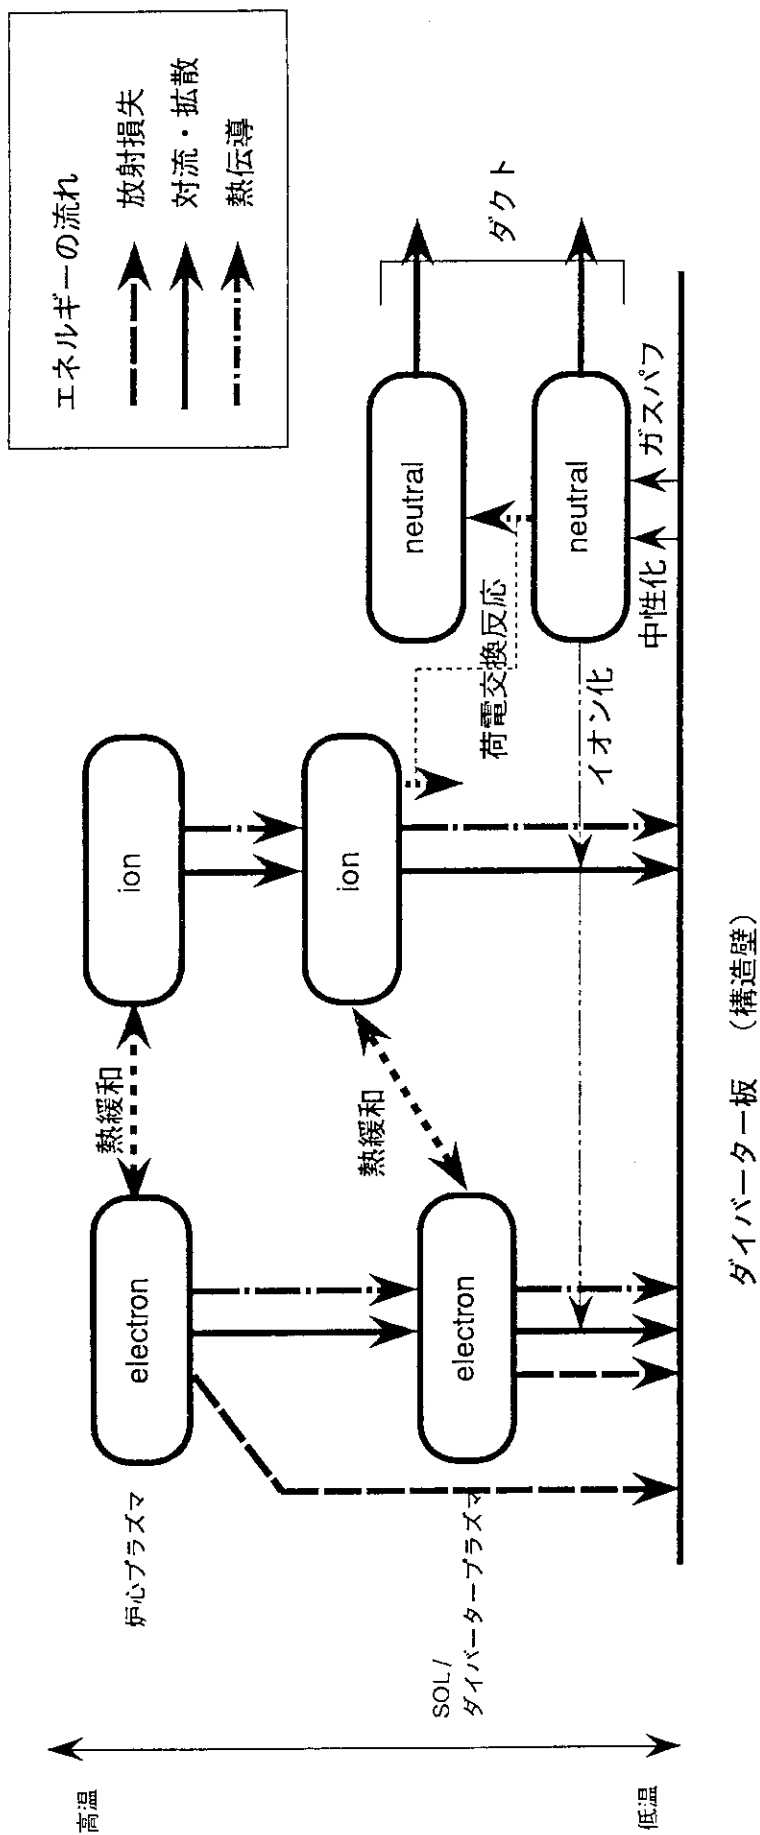 エネルギーの流れ
放射損失
対流・拡散
熱伝導
高温
炉心プラズマ
electron
熱緩和
ion
SOL/
ダイバータープラズマ
electron
熱緩和
ion
荷電交換反応
neutral
neutral
ダクト
イオン化
中性化
ガスパフ
低温
ダイバーター板 (構造壁)